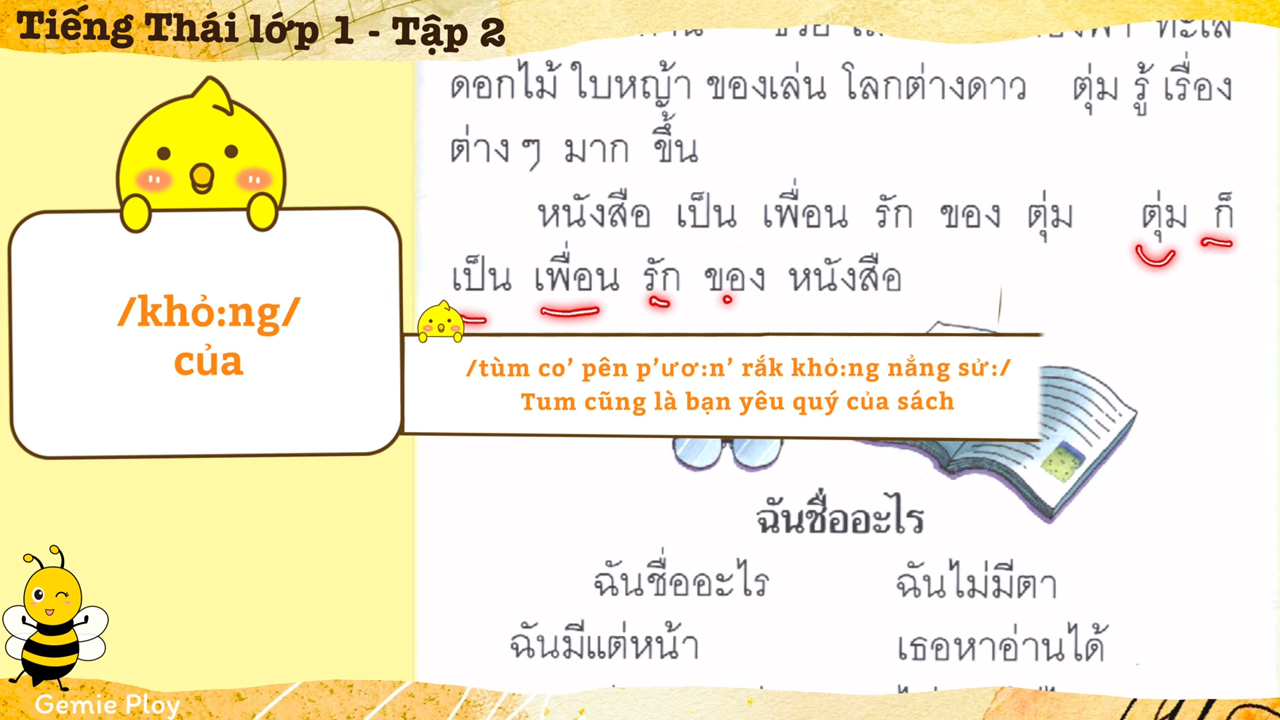 Tiếng Thái lớp 1 - Tập 2
ดอกไม้ ใบหญ้า ของเล่น โลกต่างดาว ตุ่ม รู้ เรื่อง
ต่าง ๆ มาก ขึ้น
หนังสือ เป็น เพื่อน รัก ของ ตุ่ม ตุ่ม ก็
เป็น เพื่อน รัก ของ หนังสือ
/khỏ:ng/
của
/tùm co’ pên p’ươ:n’ rắk khỏ:ng nẳng sử:/
Tum cũng là bạn yêu quý của sách
ฉันชื่ออะไร
ฉันชื่ออะไร ฉันไม่มีตา
ฉันมีแต่หน้า เธอหาอ่านได้
Gemie Ploy